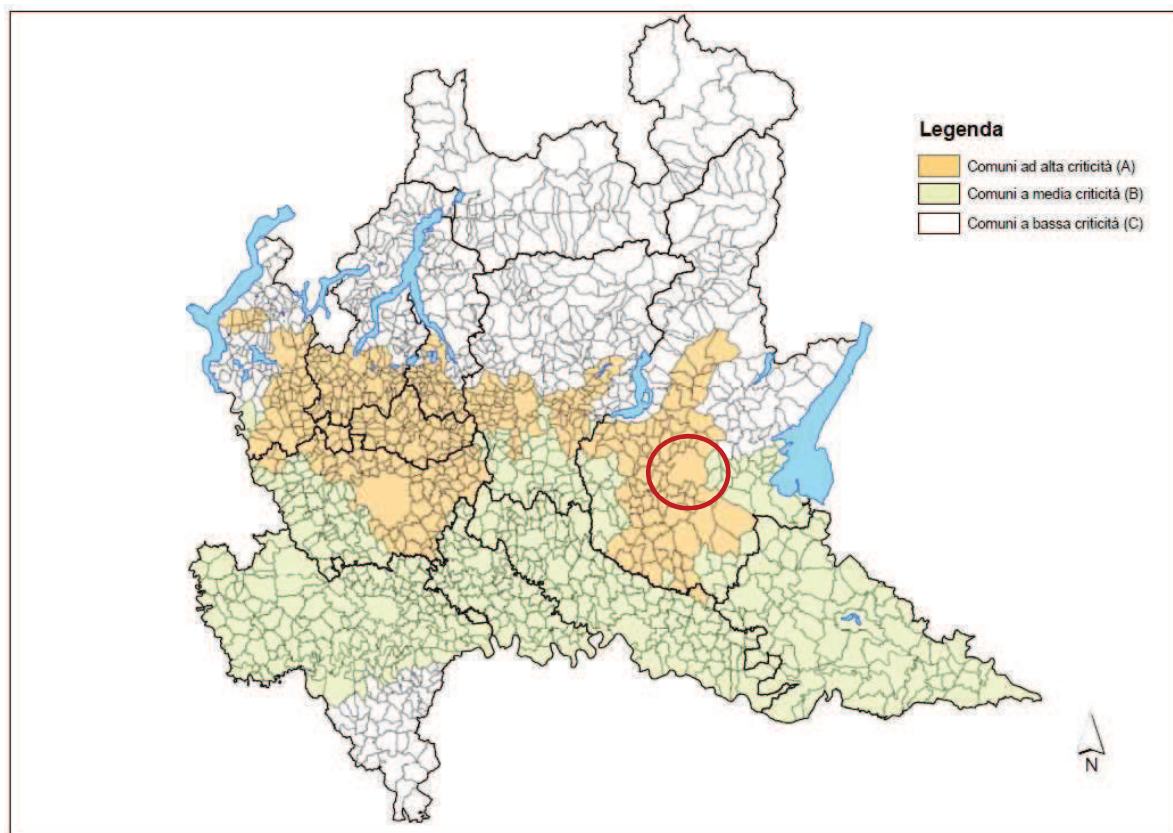 Legenda
Comuni ad alta criticità (A)
Comuni a media criticità (B)
Comuni a bassa criticità (C)
N